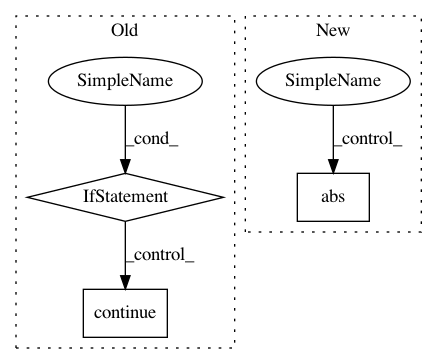 Old
New
SimpleName
SimpleName
_cond_
_control_
IfStatement
abs
_control_
continue